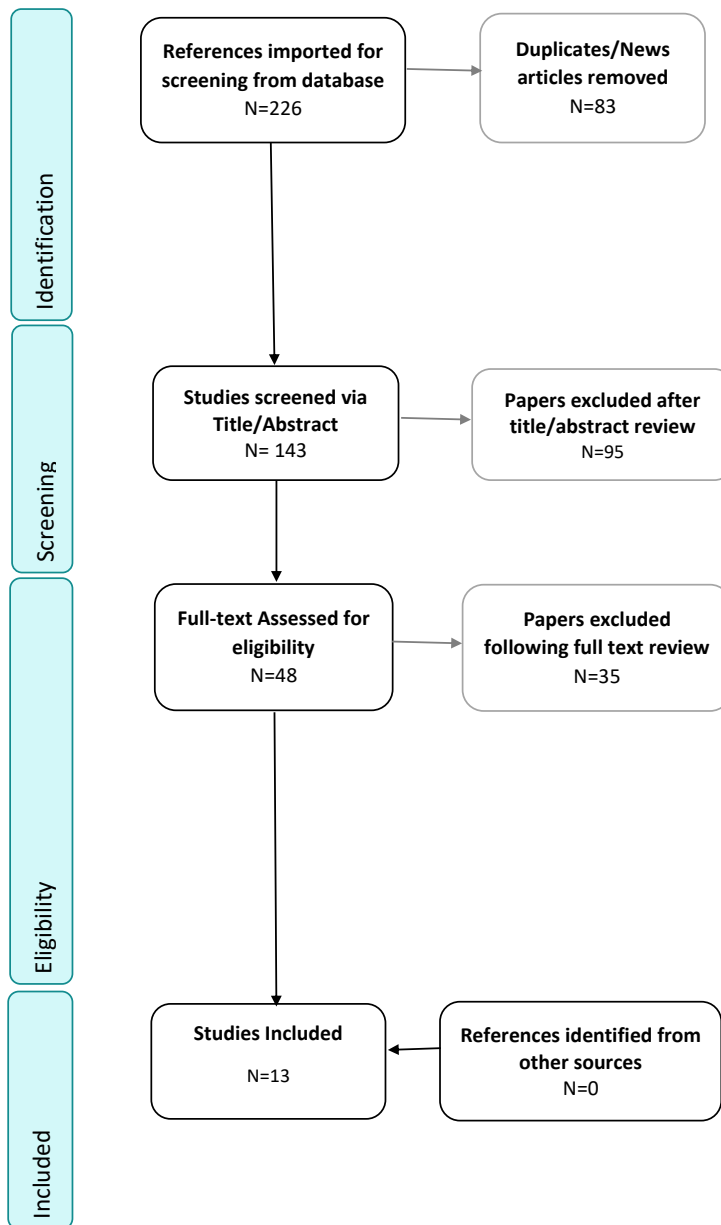 References imported for
screening from database
N=226
Duplicates/News
articles removed
N=83
Identification
Studies screened via
Title/Abstract
N= 143
Papers excluded after
title/abstract review
N=95
Screening
Full-text Assessed for
eligibility
N=48
Papers excluded
following full text review
N=35
Eligibility
Studies Included
N=13
References identified from
other sources
N=0
Included